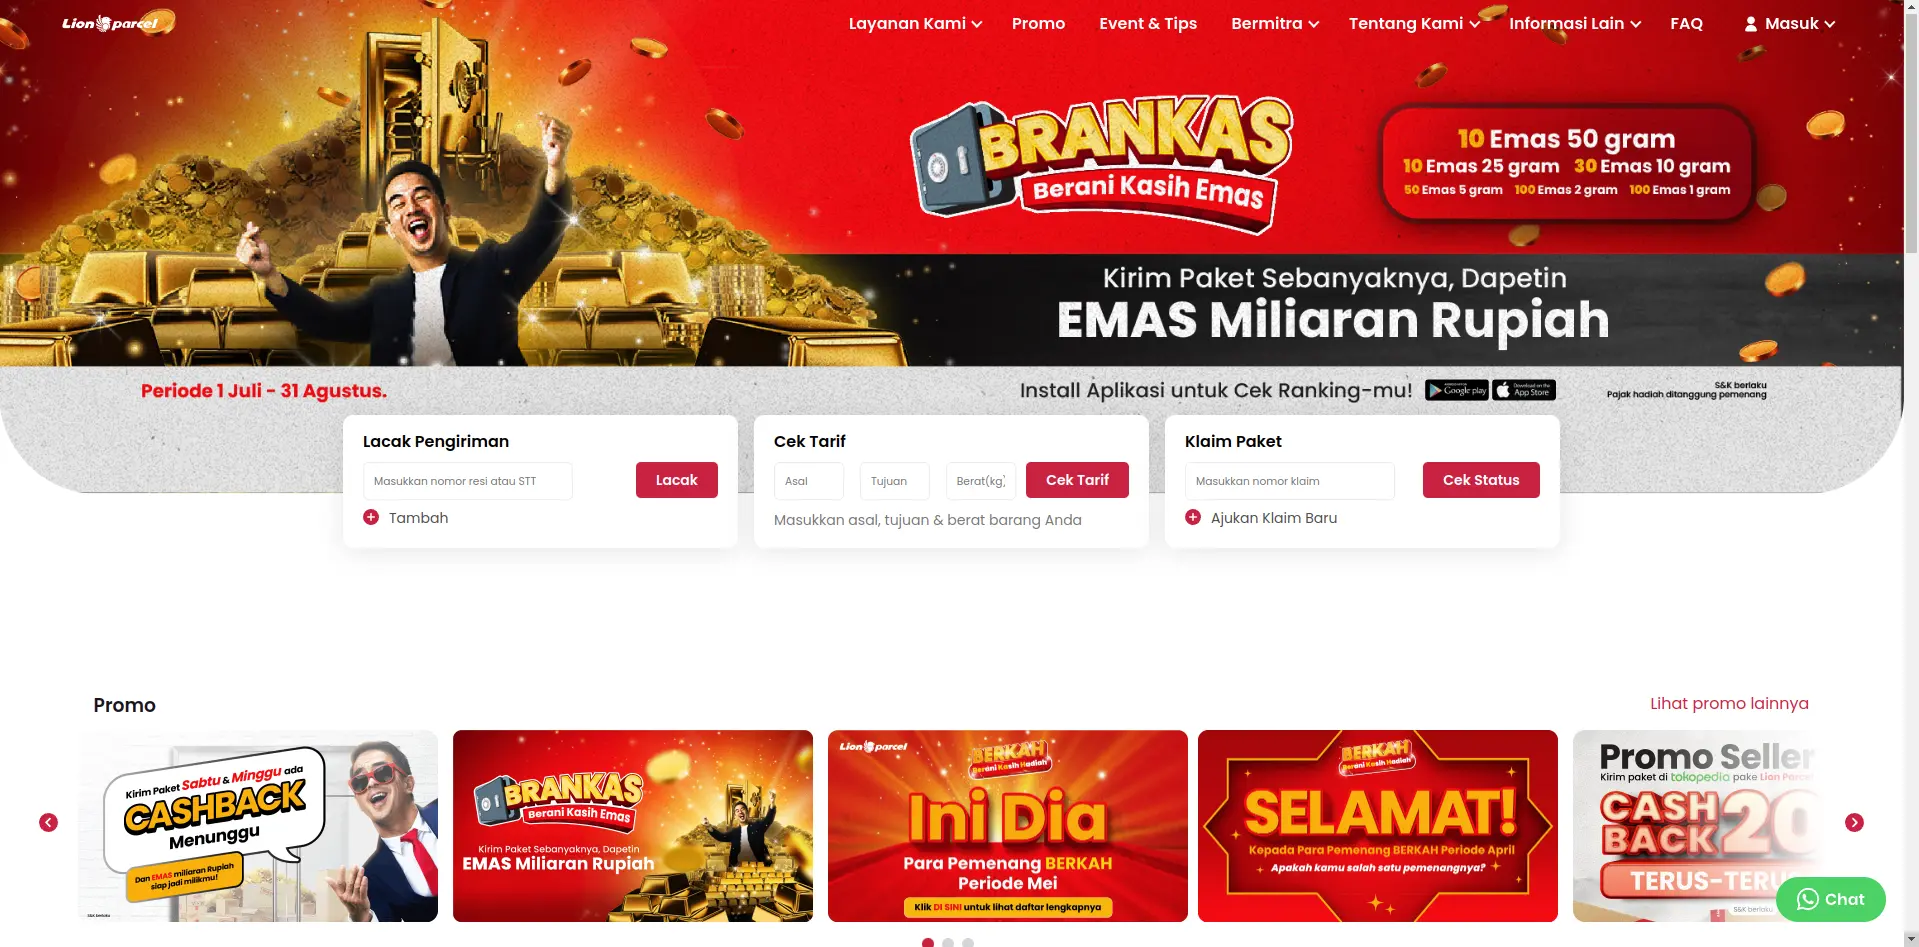 Lion parcel
Layanan Kami
Promo
Event & Tips
Bermitra
Tentang Kami
Informasi Lain
FAQ
Masuk
BRANKAS
Berani Kasih Emas
10 Emas 50 gram
10 Emas 25 gram 30 Emas 10 gram
50 Emas 5 gram 100 Emas 2 gram 100 Emas 1 gram
Kirim Paket Sebanyaknya, Dapetin
EMAS Miliaran Rupiah
Periode 1 Juli - 31 Agustus.
Install Aplikasi untuk Cek Ranking-mu!
Google play
Download on the
App Store
S&K berlaku
Pajak hadiah ditanggung pemenang
Lacak Pengiriman
Masukkan nomor resi atau STT
Lacak
Tambah
Cek Tarif
Asal
Tujuan
Berat(kg)
Cek Tarif
Masukkan asal, tujuan & berat barang Anda
Klaim Paket
Masukkan nomor klaim
Cek Status
Ajukan Klaim Baru
Promo
Lihat promo lainnya
Kirim Paket Sabtu & Minggu ada
CASHBACK
Menunggu
Dan EMAS miliaran Rupiah
siap jadi milikmu!
S&K berlaku
BRANKAS
Berani Kasih Emas
Kirim Paket Sebanyaknya, Dapetin
EMAS Miliaran Rupiah
Lion parcel
BERKAH
Berani Kasih Hadiah
Ini Dia
Para Pemenang BERKAH
Periode Mei
Klik DI SINI untuk lihat daftar lengkapnya
BERKAH
Berani Kasih Hadiah
SELAMAT!
Kepada Para Pemenang BERKAH Periode April
Apakah kamu salah satu pemenangnya?
Promo Seller
Kirim paket di tokopedia pake Lion Parcel
CASH
BACK 20
TERUS-TERU
S&K berlaku
Chat